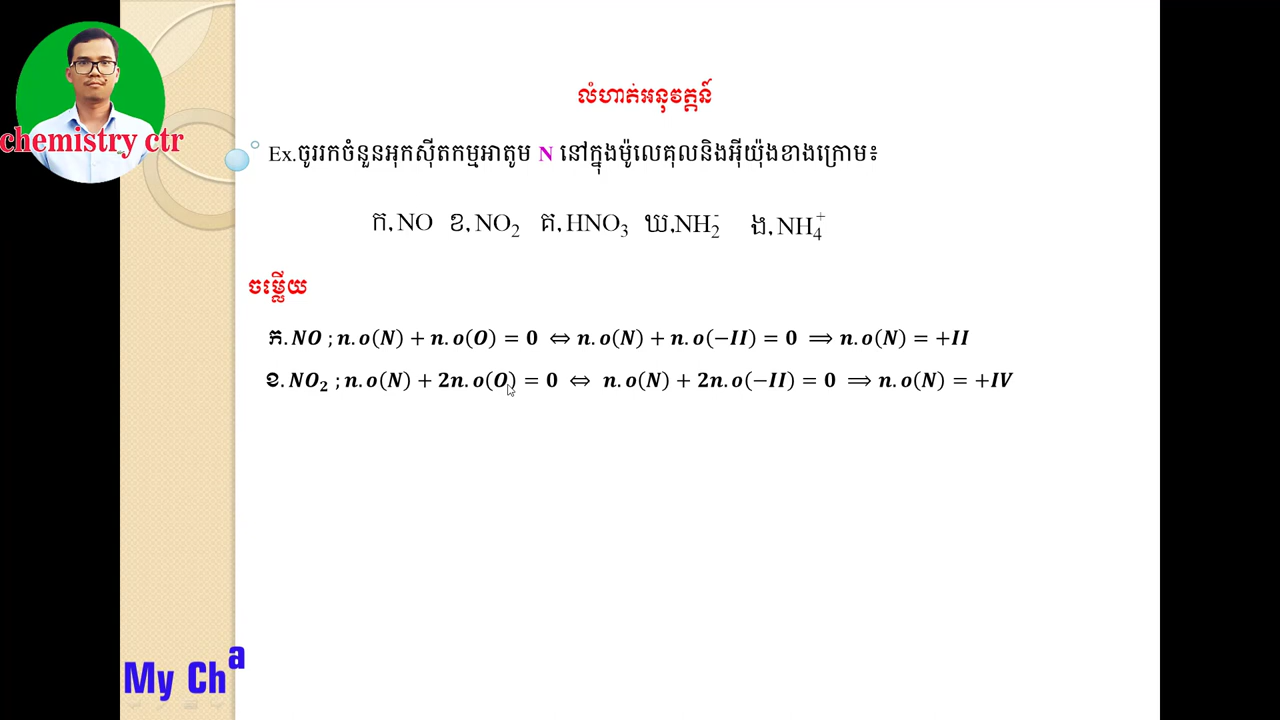 chemistry ctr
លំហាត់អនុវត្តន៍
Ex.ចូររកចំនួនអុកស៊ីតកម្មអាតូម N នៅក្នុងម៉ូលេគុលនិងអ៊ីយ៉ុងខាងក្រោម៖
ក, NO ខ, NO₂ គ, HNO₃ ឃ,NH₂⁻ ង, NH₄⁺
ចម្លើយ
ក. NO ; n.o(N) + n.o(O) = 0 ⇔ n.o(N) + n.o(−II) = 0 ⟹ n.o(N) = +II
ខ. NO₂ ; n.o(N) + 2n.o(O) = 0 ⇔ n.o(N) + 2n.o(−II) = 0 ⟹ n.o(N) = +IV
My Cha